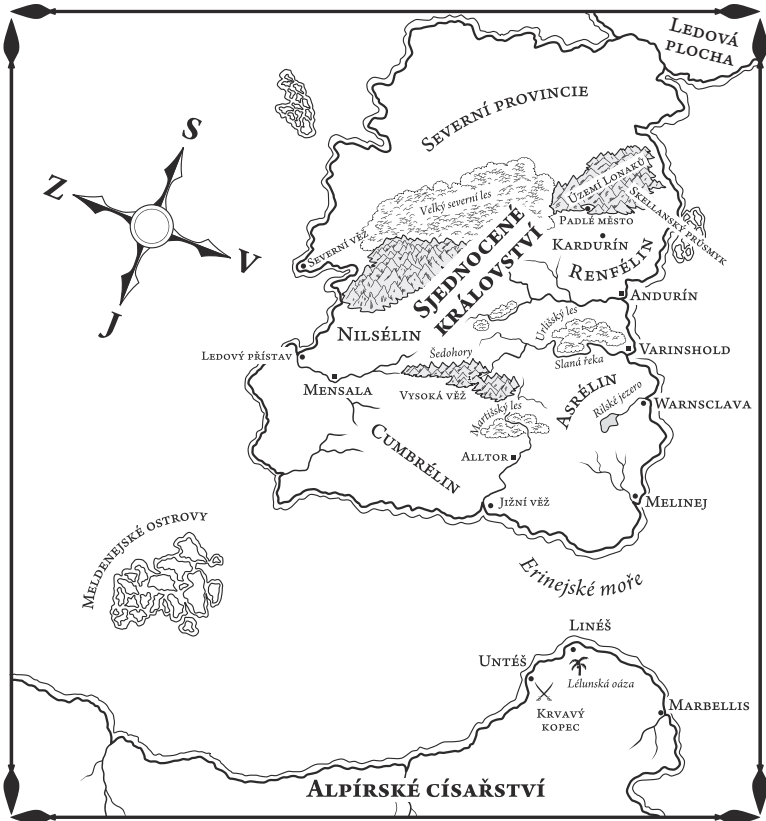 Ledová
plocha
Severní provincie
S
Z
V
J
Území Lonaků
Velký severní les
Skellanský průsmyk
Padlé město
Kardurín
Severní věž
Sjednocené
království
Renfélin
Andurín
Nilsélin
Urlišský les
Ledový přístav
Šedohory
Slaná řeka
Varinshold
Mensala
Vysoká věž
Asrélin
Rilské jezero
Warnsclava
Martišský les
Cumbrélin
Alltor
Jižní věž
Melinej
Meldenejské ostrovy
Erinejské moře
Linéš
Untéš
Lélunská oáza
Krvavý
kopec
Marbellis
Alpírské císařství